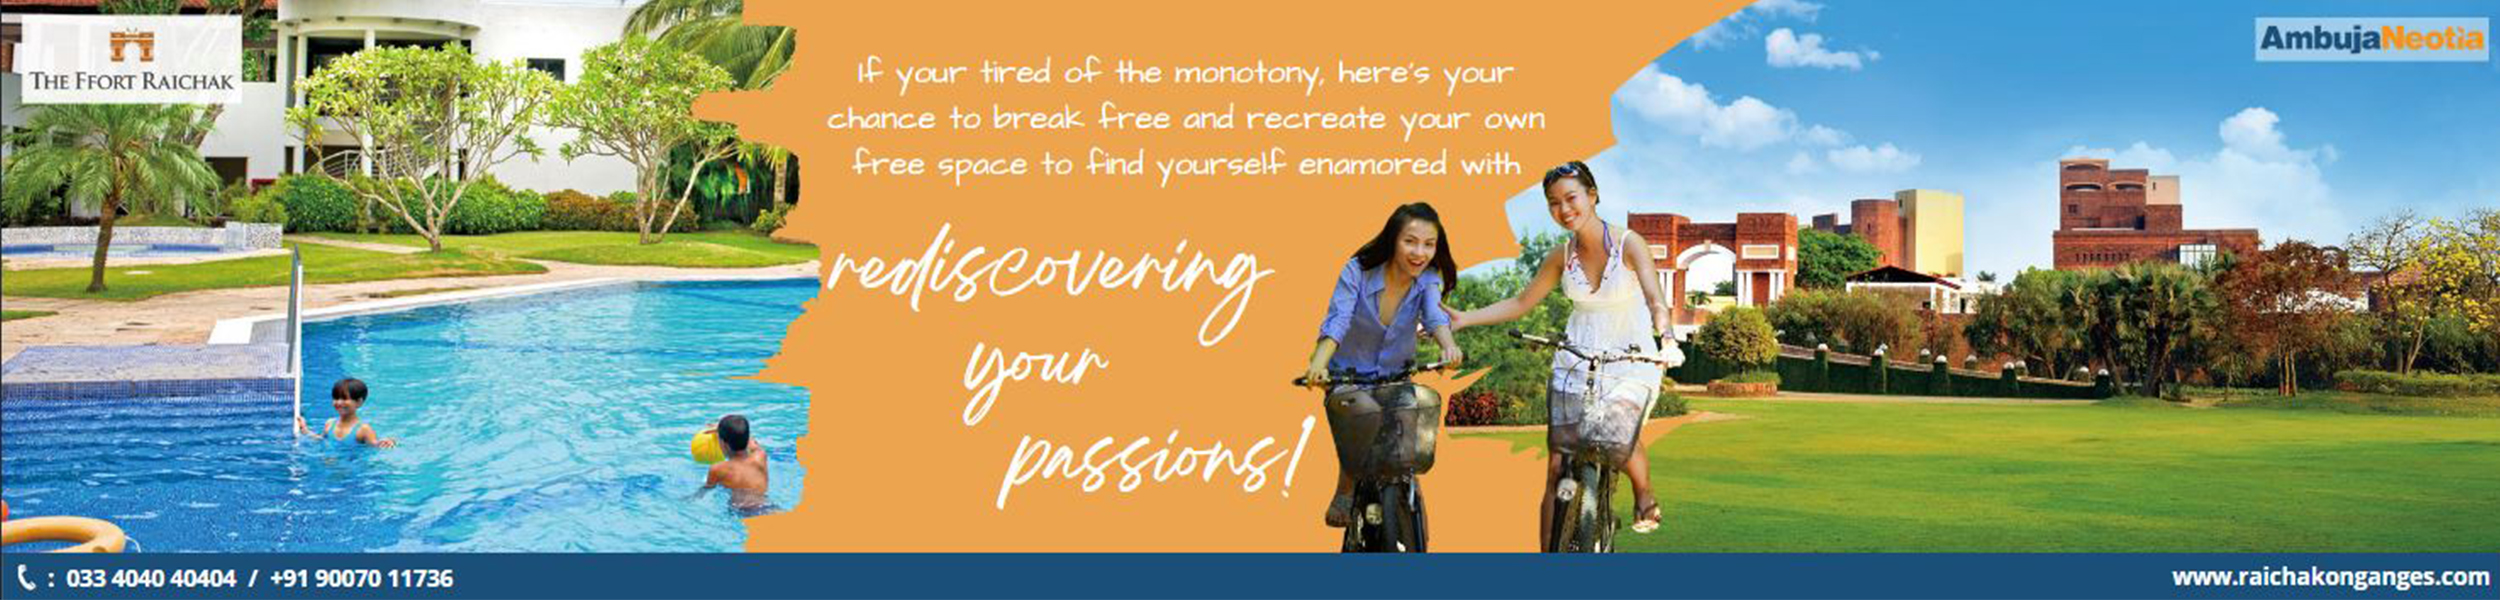 THE FFORT RAICHAK
AmbujaNeotia
If your tired of the monotony, here's your
chance to break free and recreate your own
free space to find yourself enamored with
rediscovering
your
passions!
: 033 4040 40404 / +91 90070 11736
www.raichakonganges.com